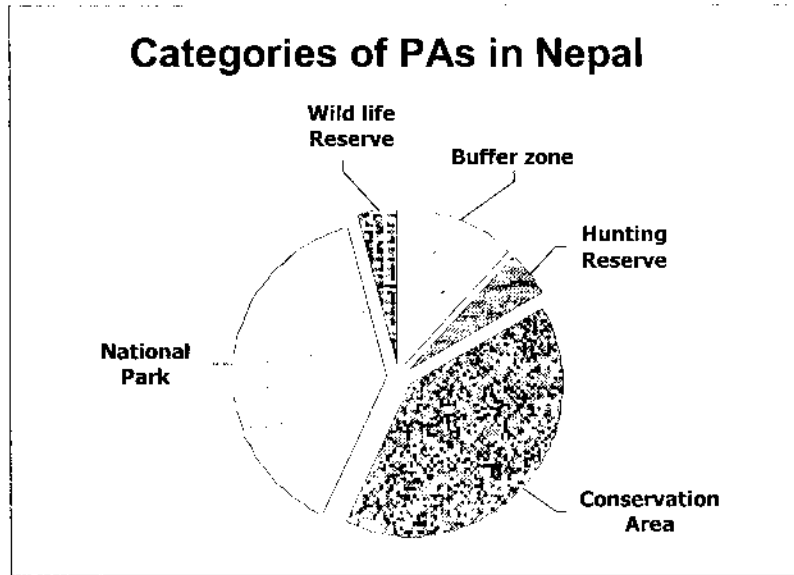 Categories of PAs in Nepal
Wild life
Reserve
Buffer zone
Hunting
Reserve
National
Park
Conservation
Area